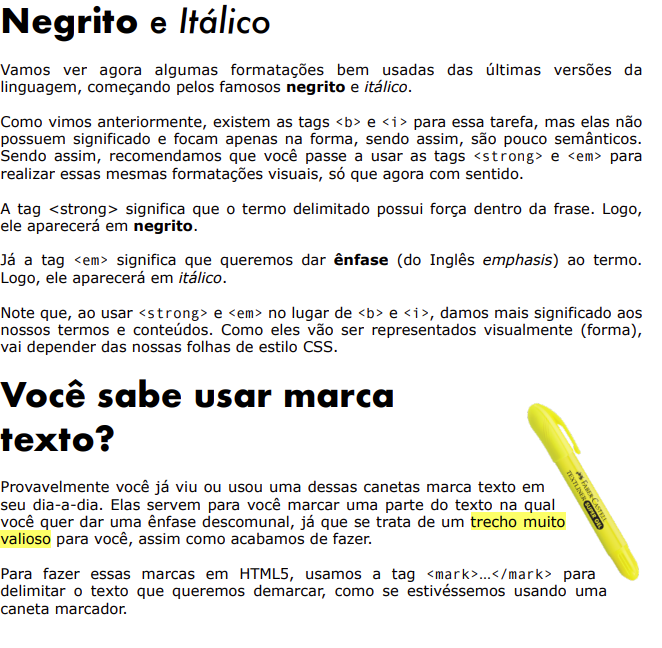 Negrito e Itálico
Vamos ver agora algumas formatações bem usadas das últimas versões da
linguagem, começando pelos famosos negrito e itálico.
Como vimos anteriormente, existem as tags <b> e <i> para essa tarefa, mas elas não
possuem significado e focam apenas na forma, sendo assim, são pouco semânticos.
Sendo assim, recomendamos que você passe a usar as tags <strong> e <em> para
realizar essas mesmas formatações visuais, só que agora com sentido.
A tag <strong> significa que o termo delimitado possui força dentro da frase. Logo,
ele aparecerá em negrito.
Já a tag <em> significa que queremos dar ênfase (do Inglês emphasis) ao termo.
Logo, ele aparecerá em itálico.
Note que, ao usar <strong> e <em> no lugar de <b> e <i>, damos mais significado aos
nossos termos e conteúdos. Como eles vão ser representados visualmente (forma),
vai depender das nossas folhas de estilo CSS.
Você sabe usar marca
texto?
Provavelmente você já viu ou usou uma dessas canetas marca texto em
seu dia-a-dia. Elas servem para você marcar uma parte do texto na qual
você quer dar uma ênfase descomunal, já que se trata de um trecho muito
valioso para você, assim como acabamos de fazer.
Para fazer essas marcas em HTML5, usamos a tag <mark>…</mark> para
delimitar o texto que queremos demarcar, como se estivéssemos usando uma
caneta marcador.
FABER-CASTELL
TEXTLINER
SUPER GEL